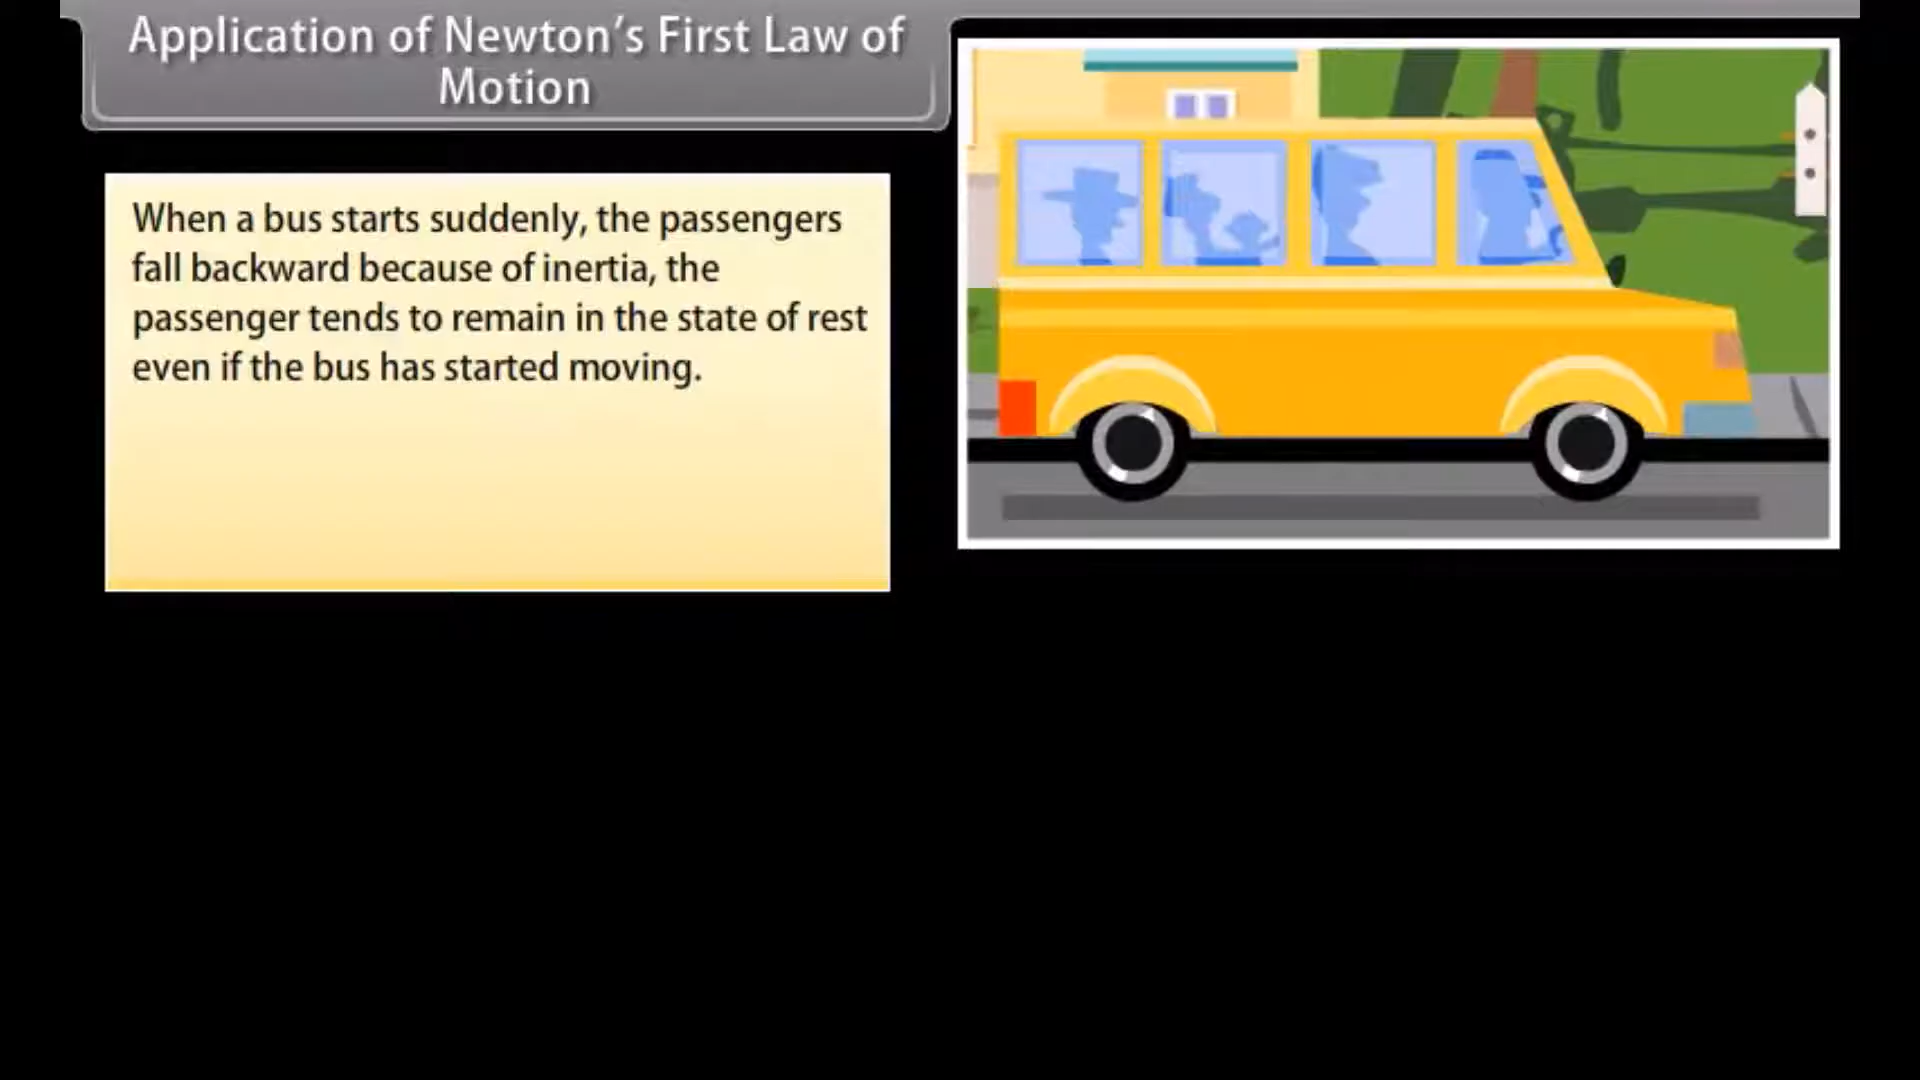 Application of Newton’s First Law of
Motion
When a bus starts suddenly, the passengers
fall backward because of inertia, the
passenger tends to remain in the state of rest
even if the bus has started moving.